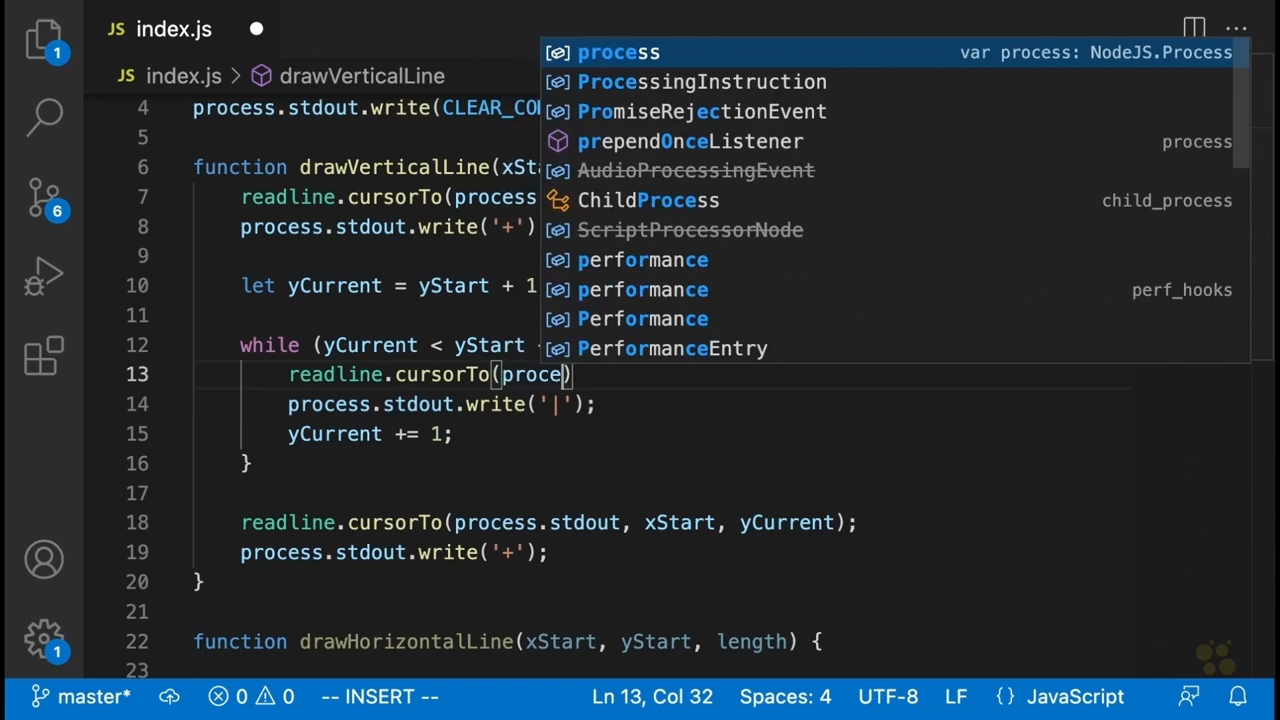 1
JS index.js
JS index.js > drawVerticalLine
4 process.stdout.write(CLEAR_CON
5
6 function drawVerticalLine(xSta
7 readline.cursorTo(process
8 process.stdout.write('+')
9
10 let yCurrent = yStart + 1
11
12 while (yCurrent < yStart
13 readline.cursorTo(proce)
14 process.stdout.write('|');
15 yCurrent += 1;
16 }
17
18 readline.cursorTo(process.stdout, xStart, yCurrent);
19 process.stdout.write('+');
20 }
21
22 function drawHorizontalLine(xStart, yStart, length) {
23
process var process: NodeJS.Process
ProcessingInstruction
PromiseRejectionEvent
prependOnceListener process
AudioProcessingEvent
ChildProcess child_process
ScriptProcessorNode
performance
performance perf_hooks
Performance
PerformanceEntry
6
1
master* 0 0 -- INSERT -- Ln 13, Col 32 Spaces: 4 UTF-8 LF {} JavaScript